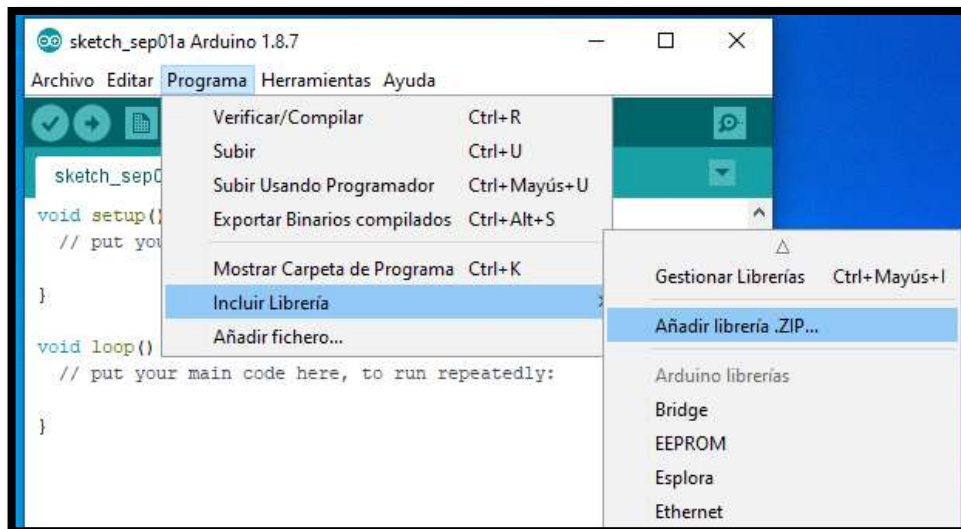 sketch_sep01a Arduino 1.8.7
Archivo Editar Programa Herramientas Ayuda
Verificar/Compilar Ctrl+R
Subir Ctrl+U
Subir Usando Programador Ctrl+Mayús+U
Exportar Binarios compilados Ctrl+Alt+S
Mostrar Carpeta de Programa Ctrl+K
Incluir Librería
Añadir fichero...
Gestionar Librerías Ctrl+Mayús+I
Añadir librería .ZIP...
Arduino librerías
Bridge
EEPROM
Esplora
Ethernet
void setup()
// put
}
void loop()
// put your main code here, to run repeatedly:
}